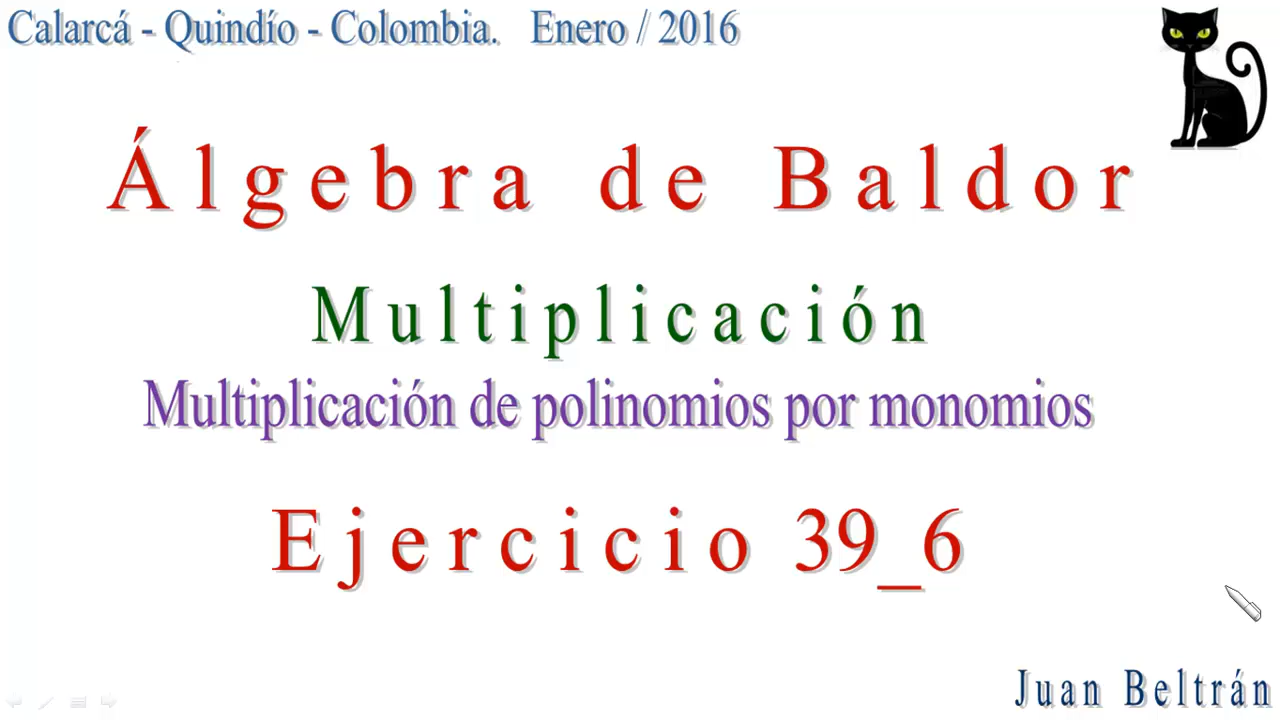 Calarcá - Quindío - Colombia. Enero / 2016
Álgebra de Baldor
Multiplicación
Multiplicación de polinomios por monomios
Ejercicio 39_6
Juan Beltrán